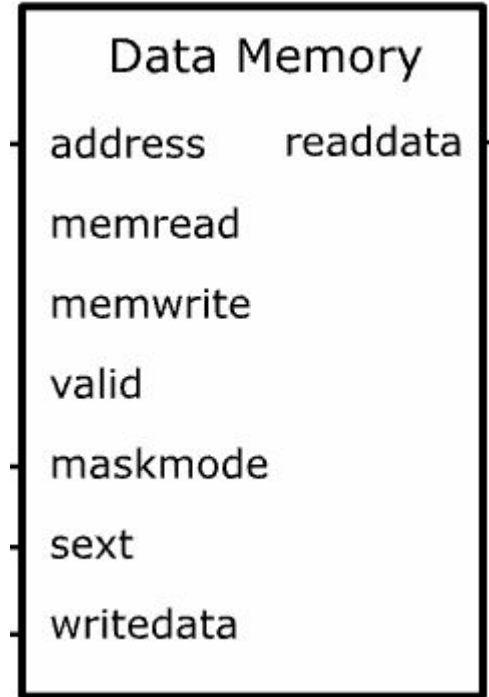 Data Memory
address readdata
memread
memwrite
valid
maskmode
sext
writedata